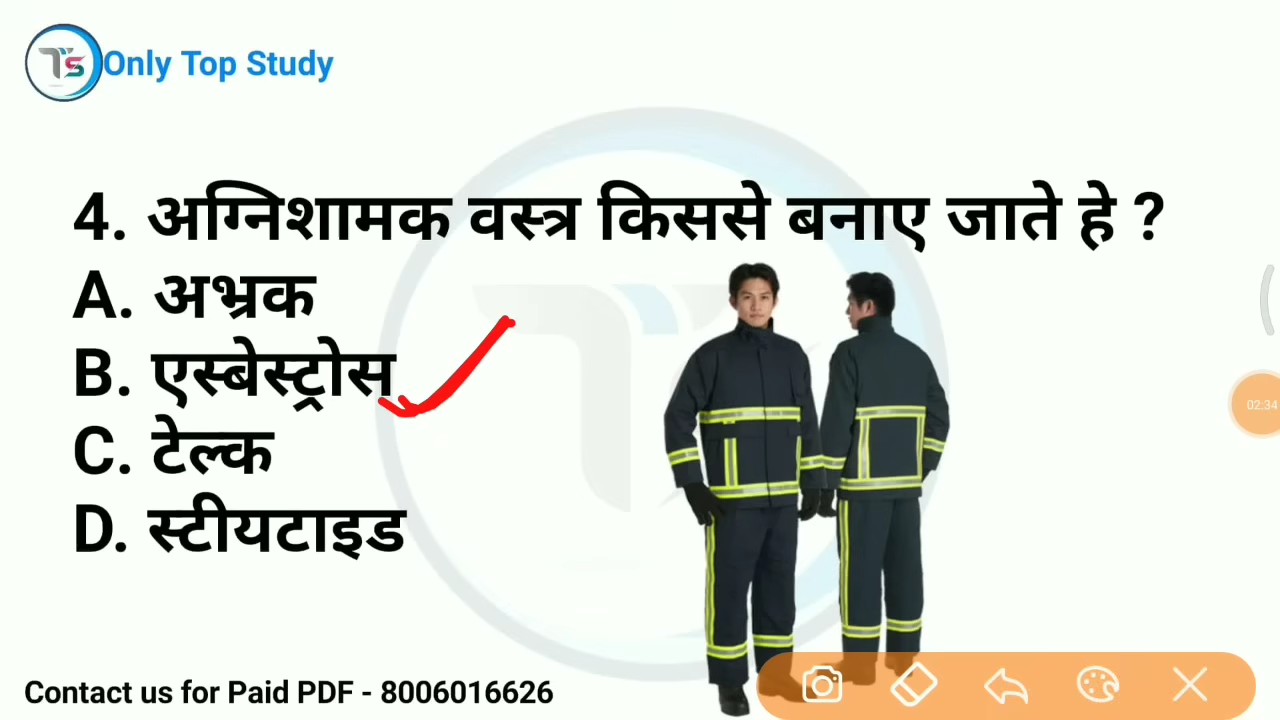 TS
Only Top Study
4. अग्निशामक वस्त्र किससे बनाए जाते हे ?
A. अभ्रक
B. एस्बेस्ट्रोस
C. टेल्क
D. स्टीयटाइड
02:34
Contact us for Paid PDF - 8006016626